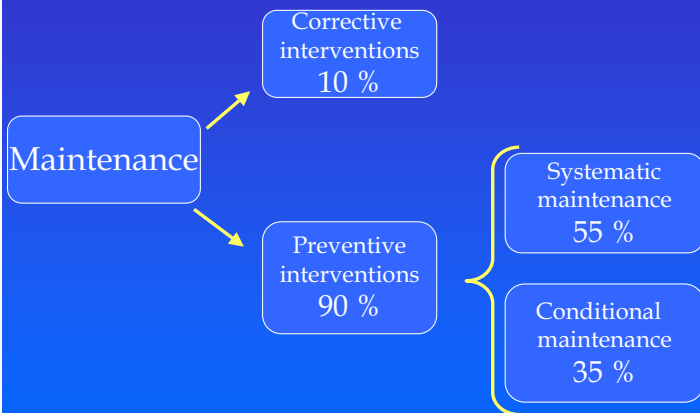 Corrective
interventions
10 %
Maintenance
Preventive
interventions
90 %
Systematic
maintenance
55 %
Conditional
maintenance
35 %